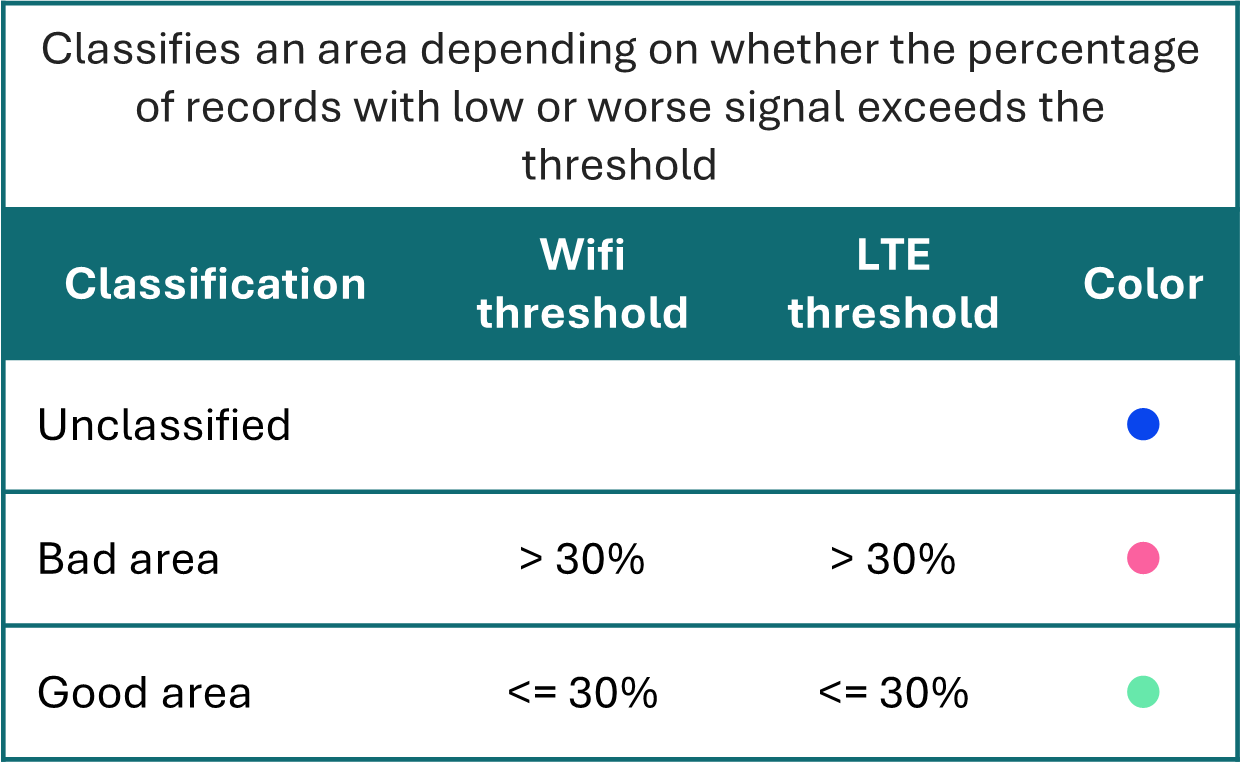 Classifies an area depending on whether the percentage
of records with low or worse signal exceeds the
threshold
Classification Wifi threshold LTE threshold Color
Unclassified
Bad area > 30% > 30%
Good area <= 30% <= 30%